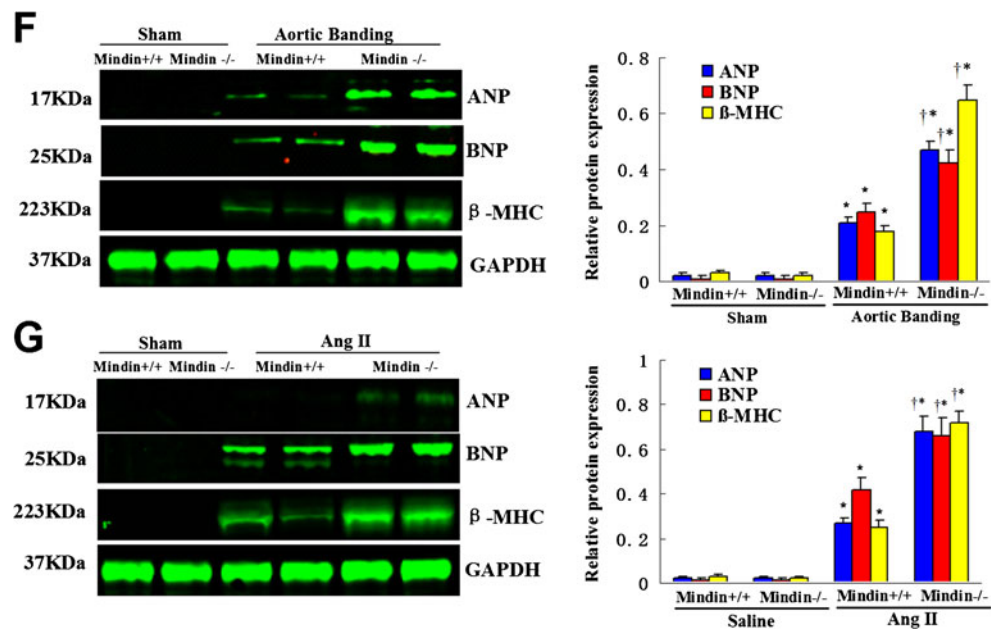 F
Sham Aortic Banding
Mindin+/+ Mindin -/- Mindin+/+ Mindin -/-
17KDa ANP
25KDa BNP
223KDa β-MHC
37KDa GAPDH
Relative protein expression
0.8
0.6
0.4
0.2
0
ANP
BNP
ß-MHC
* * * †* †* †*
Mindin+/+ Mindin-/- Mindin+/+ Mindin-/-
Sham Aortic Banding
G
Sham Ang II
Mindin+/+ Mindin -/- Mindin+/+ Mindin -/-
17KDa ANP
25KDa BNP
223KDa β-MHC
37KDa GAPDH
Relative protein expression
1
0.8
0.6
0.4
0.2
0
ANP
BNP
ß-MHC
* * * †* †* †*
Mindin+/+ Mindin-/- Mindin+/+ Mindin-/-
Saline Ang II